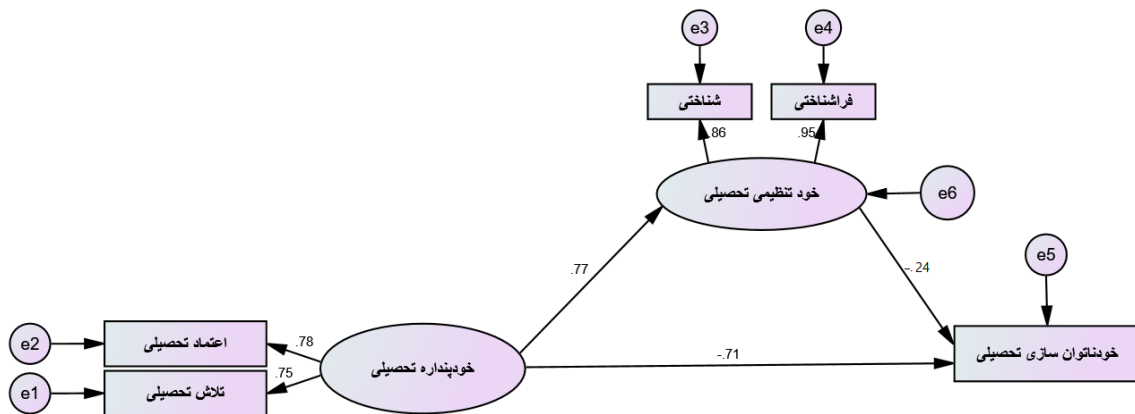 e3
e4
شناختی
فراشناختی
.86
.95
خود تنظیمی تحصیلی
e6
.77
-.24
e5
e2
اعتماد تحصیلی
.78
خودپنداره تحصیلی
-.71
خودناتوان سازی تحصیلی
e1
تلاش تحصیلی
.75